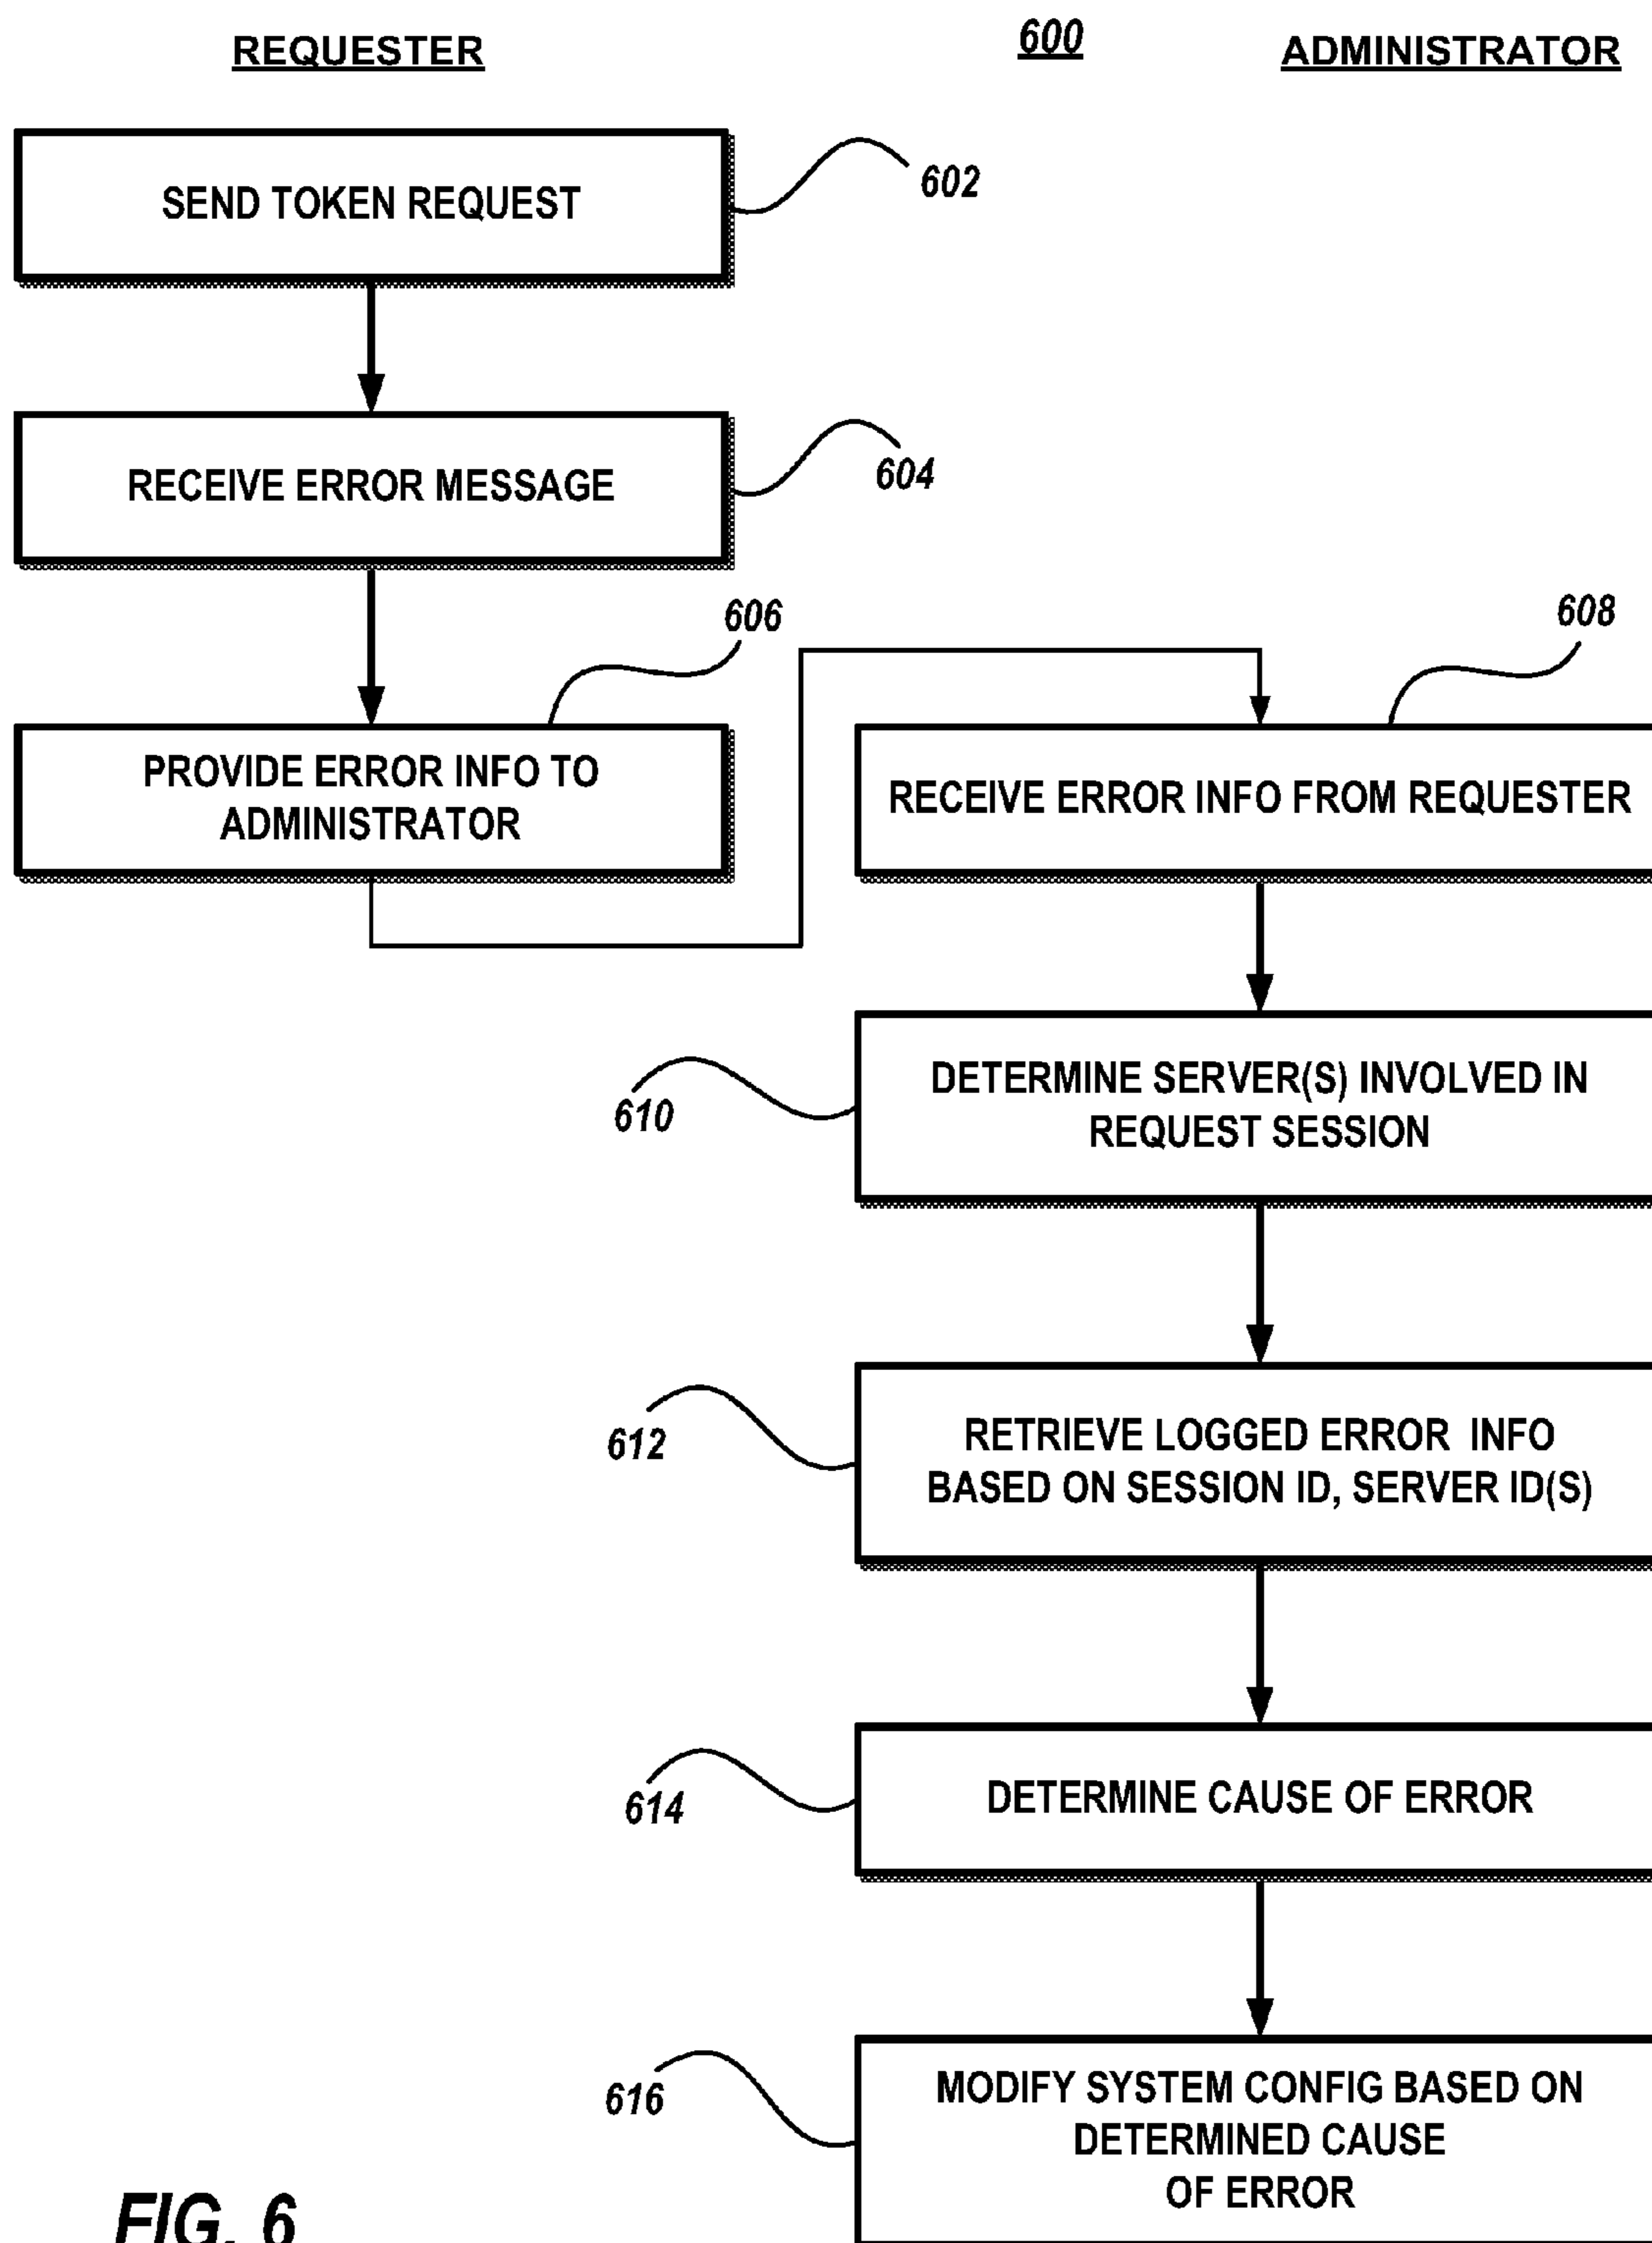 REQUESTER
600
ADMINISTRATOR
SEND TOKEN REQUEST
602
RECEIVE ERROR MESSAGE
604
606
608
PROVIDE ERROR INFO TO
ADMINISTRATOR
RECEIVE ERROR INFO FROM REQUESTER
610
DETERMINE SERVER(S) INVOLVED IN
REQUEST SESSION
612
RETRIEVE LOGGED ERROR INFO
BASED ON SESSION ID, SERVER ID(S)
614
DETERMINE CAUSE OF ERROR
616
MODIFY SYSTEM CONFIG BASED ON
DETERMINED CAUSE
OF ERROR
FIG. 6